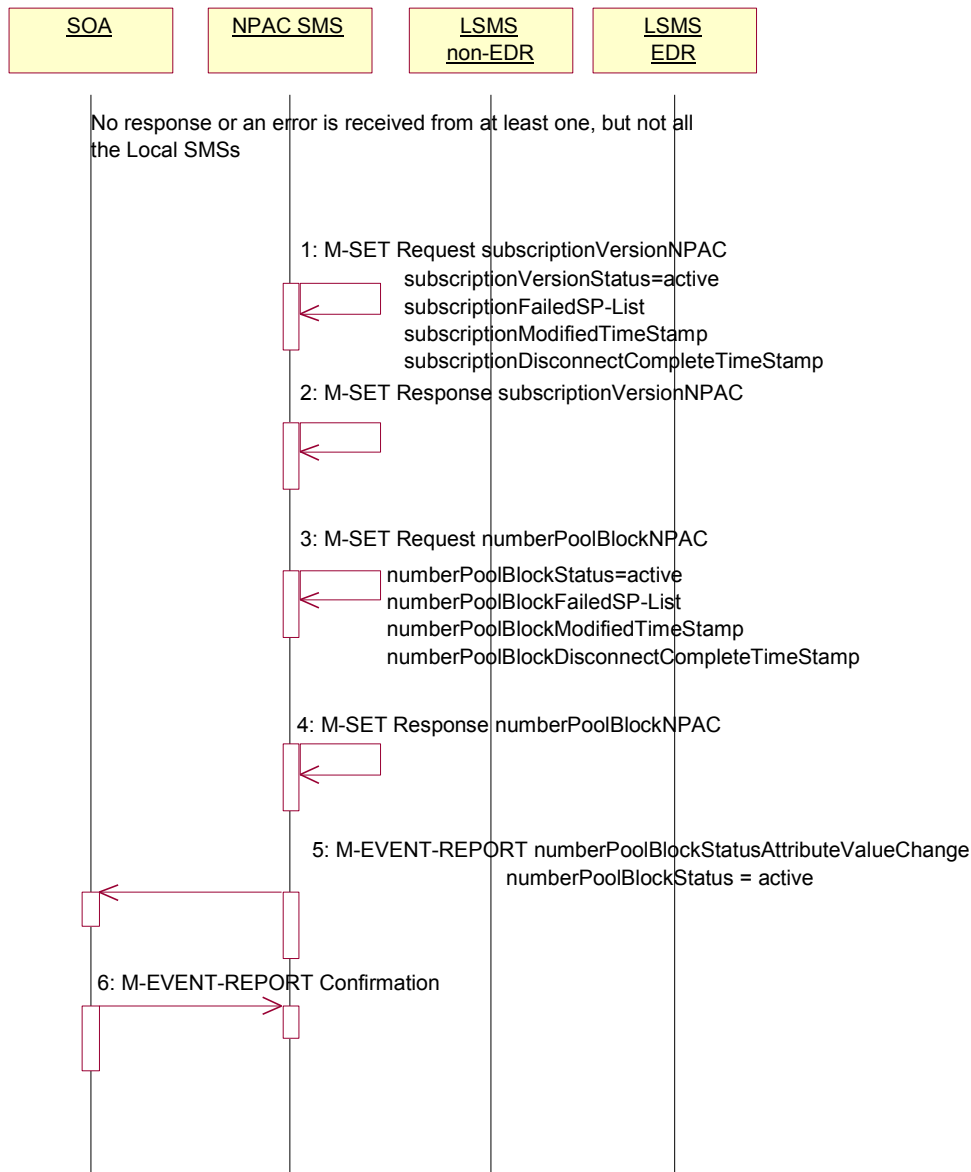 SOA
NPAC SMS
LSMS
non-EDR
LSMS
EDR
No response or an error is received from at least one, but not all
the Local SMSs
1: M-SET Request subscriptionVersionNPAC
subscriptionVersionStatus=active
subscriptionFailedSP-List
subscriptionModifiedTimeStamp
subscriptionDisconnectCompleteTimeStamp
2: M-SET Response subscriptionVersionNPAC
3: M-SET Request numberPoolBlockNPAC
numberPoolBlockStatus=active
numberPoolBlockFailedSP-List
numberPoolBlockModifiedTimeStamp
numberPoolBlockDisconnectCompleteTimeStamp
4: M-SET Response numberPoolBlockNPAC
5: M-EVENT-REPORT numberPoolBlockStatusAttributeValueChange
numberPoolBlockStatus = active
6: M-EVENT-REPORT Confirmation